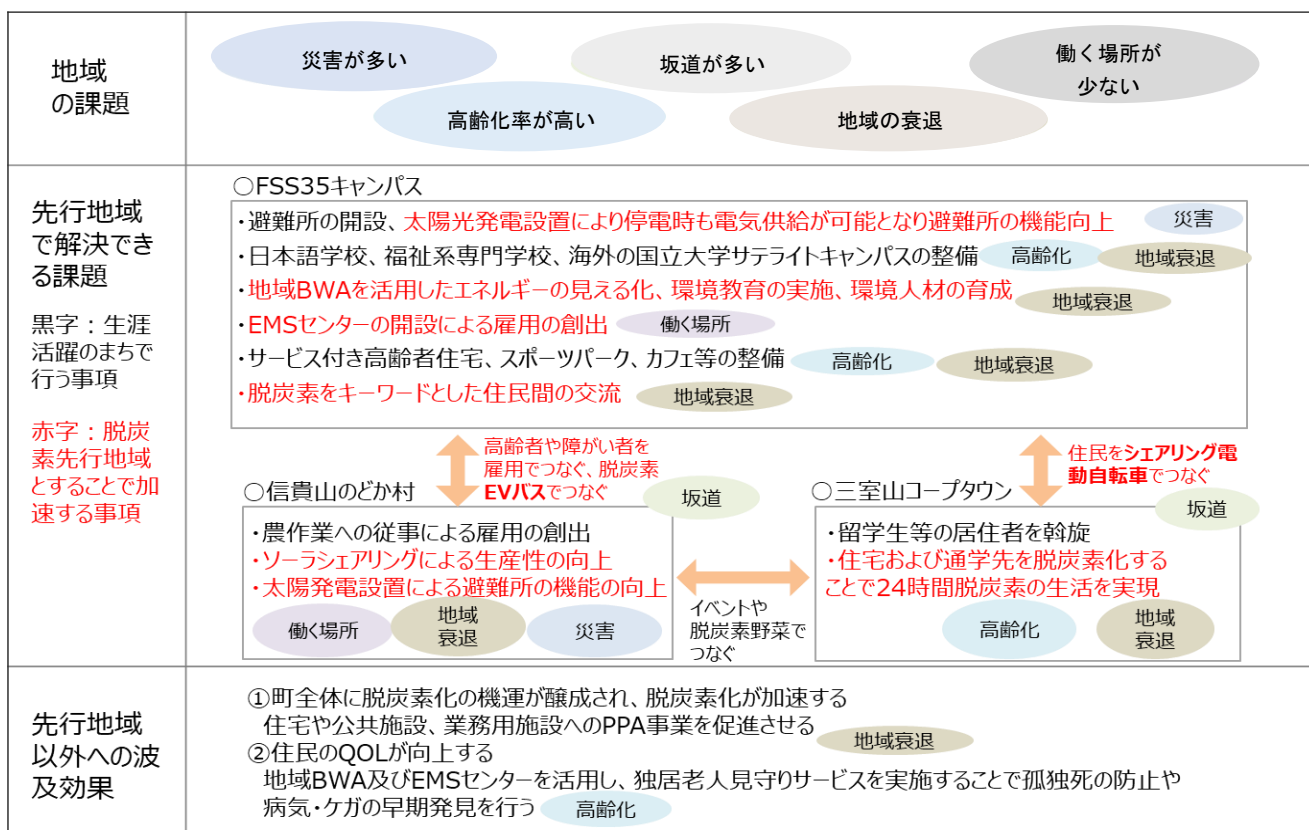 地域
の課題
災害が多い
坂道が多い
働く場所が
少ない
高齢化率が高い
地域の衰退
先行地域
で解決でき
る課題
黒字：生涯
活躍のまちで
行う事項
赤字：脱炭
素先行地域
とすることで加
速する事項
○FSS35キャンパス
・避難所の開設、太陽光発電設置により停電時も電気供給が可能となり避難所の機能向上 災害
・日本語学校、福祉系専門学校、海外の国立大学サテライトキャンパスの整備 高齢化 地域衰退
・地域BWAを活用したエネルギーの見える化、環境教育の実施、環境人材の育成 地域衰退
・EMSセンターの開設による雇用の創出 働く場所
・サービス付き高齢者住宅、スポーツパーク、カフェ等の整備 高齢化 地域衰退
・脱炭素をキーワードとした住民間の交流 地域衰退
高齢者や障がい者を
雇用でつなぐ、脱炭素
EVバスでつなぐ
住民をシェアリング電
動自転車でつなぐ
○信貴山のどか村
坂道
・農作業への従事による雇用の創出
・ソーラシェアリングによる生産性の向上
・太陽発電設置による避難所の機能の向上
働く場所
地域
衰退
災害
イベントや
脱炭素野菜で
つなぐ
○三室山コープタウン
坂道
・留学生等の居住者を斡旋
・住宅および通学先を脱炭素化する
ことで24時間脱炭素の生活を実現
高齢化
地域
衰退
先行地域
以外への波
及効果
①町全体に脱炭素化の機運が醸成され、脱炭素化が加速する
住宅や公共施設、業務用施設へのPPA事業を促進させる 地域衰退
②住民のQOLが向上する
地域BWA及びEMSセンターを活用し、独居老人見守りサービスを実施することで孤独死の防止や
病気・ケガの早期発見を行う 高齢化